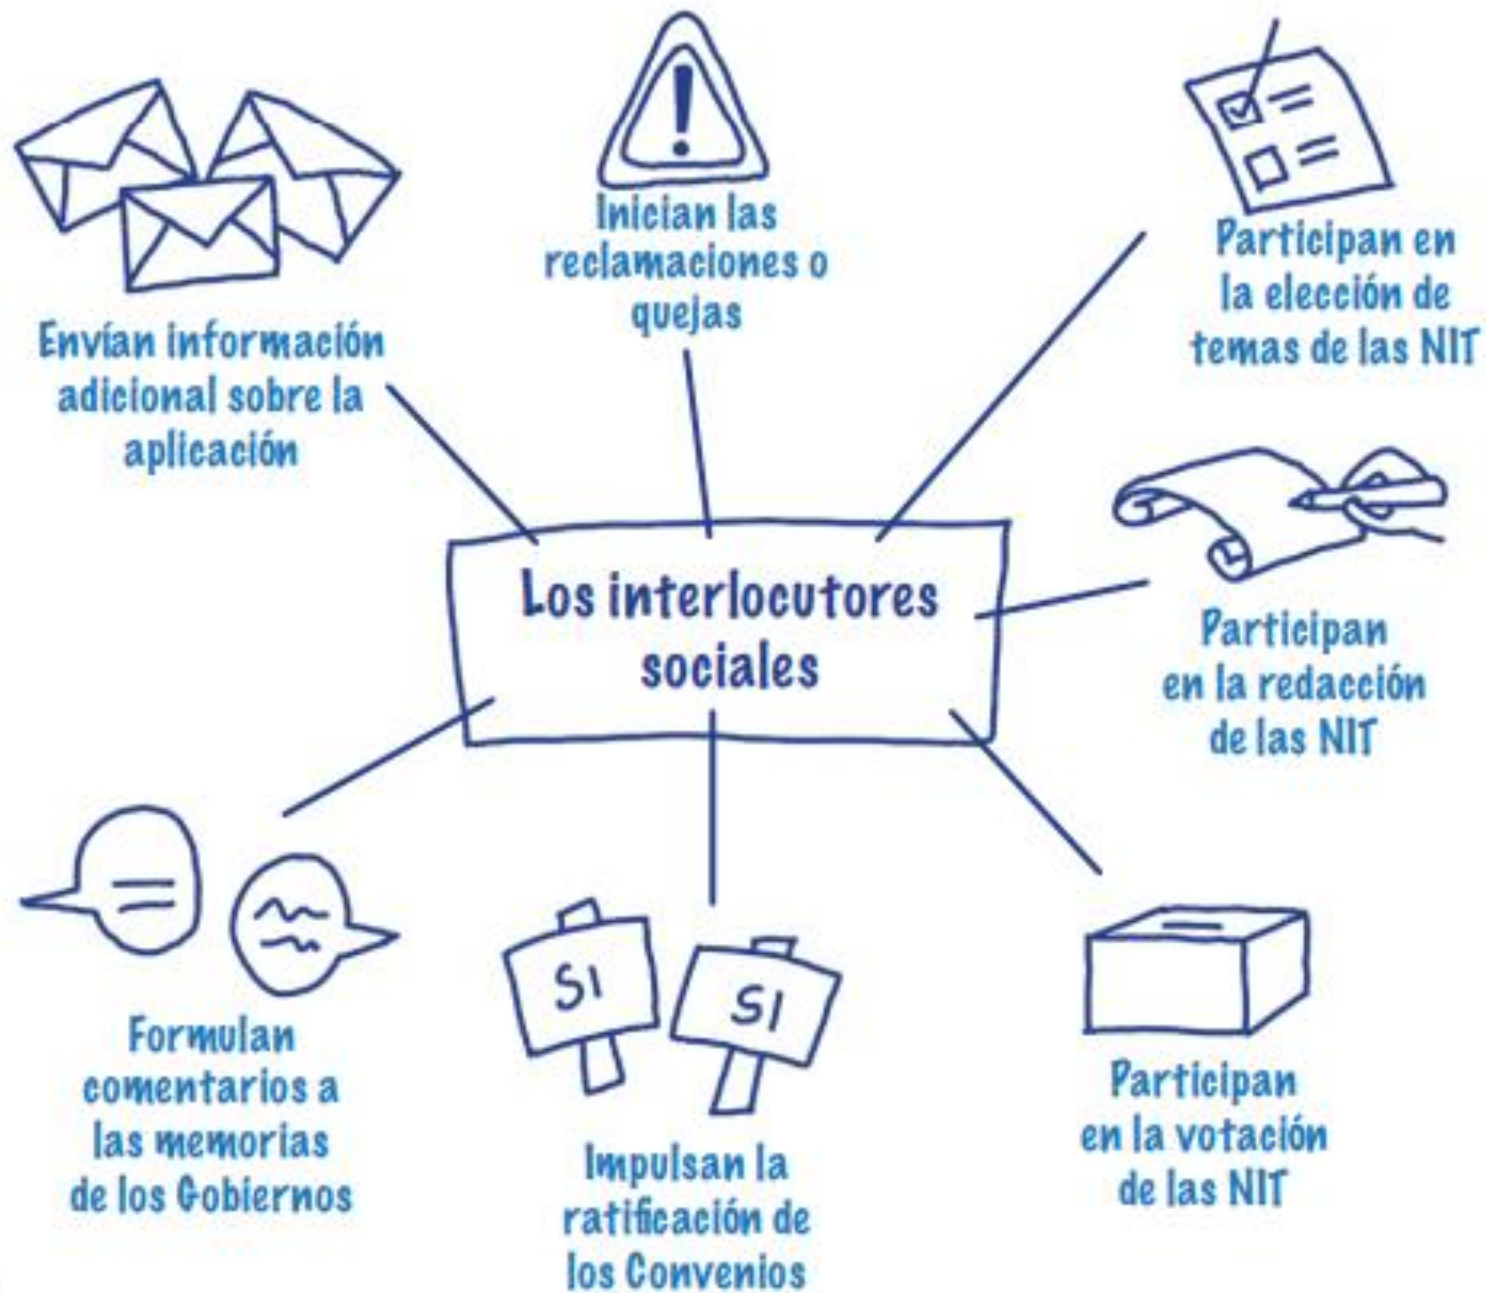 Inician las
reclamaciones o
quejas
Participan en
la elección de
temas de las NIT
Envían información
adicional sobre la
aplicación
Los interlocutores
sociales
Participan
en la redacción
de las NIT
Formulan
comentarios a
las memorias
de los Gobiernos
SI
SI
Impulsan la
ratificación de
los Convenios
Participan
en la votación
de las NIT